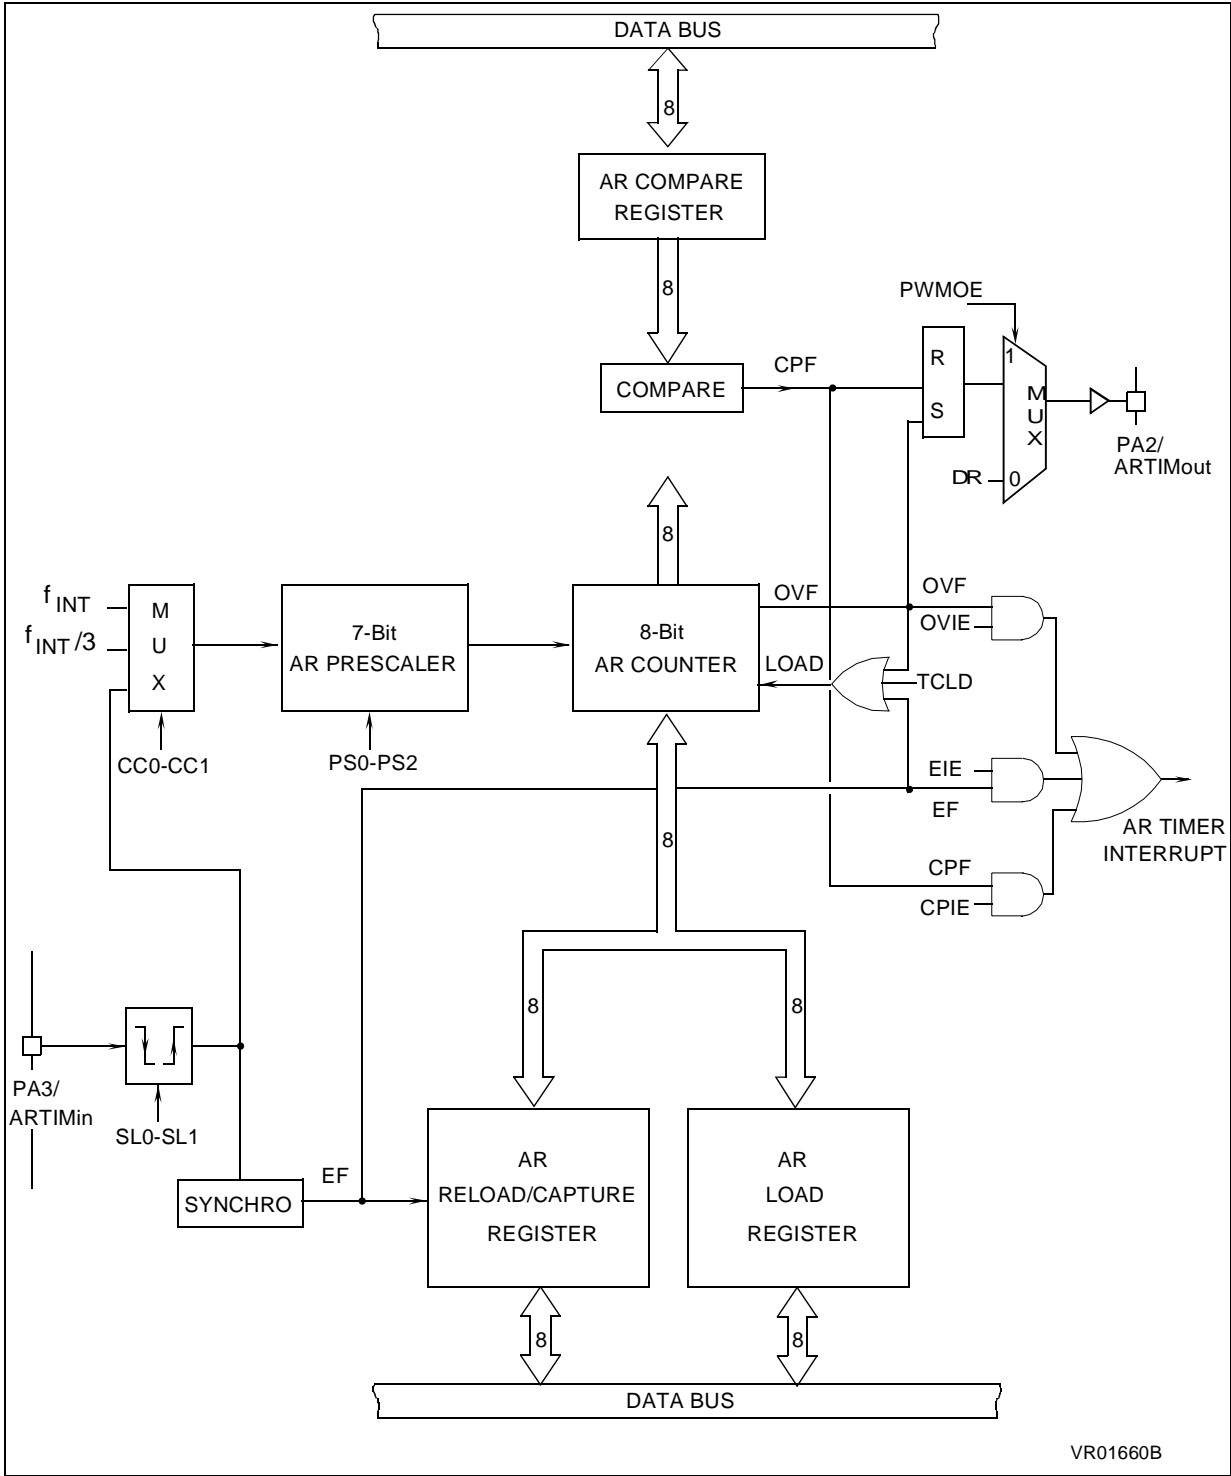 DATA BUS
8
AR COMPARE
REGISTER
8
PWMOE
CPF
R
S
1
M
U
X
0
COMPARE
DR
PA2/
ARTIMout
8
f INT
f INT /3
M
U
X
7-Bit
AR PRESCALER
8-Bit
AR COUNTER
OVF
OVF
OVIE
LOAD
TCLD
CC0-CC1
PS0-PS2
EIE
EF
AR TIMER
INTERRUPT
8
CPF
CPIE
8
8
PA3/
ARTIMin
SL0-SL1
EF
SYNCHRO
AR
RELOAD/CAPTURE
REGISTER
AR
LOAD
REGISTER
8
8
DATA BUS
VR01660B